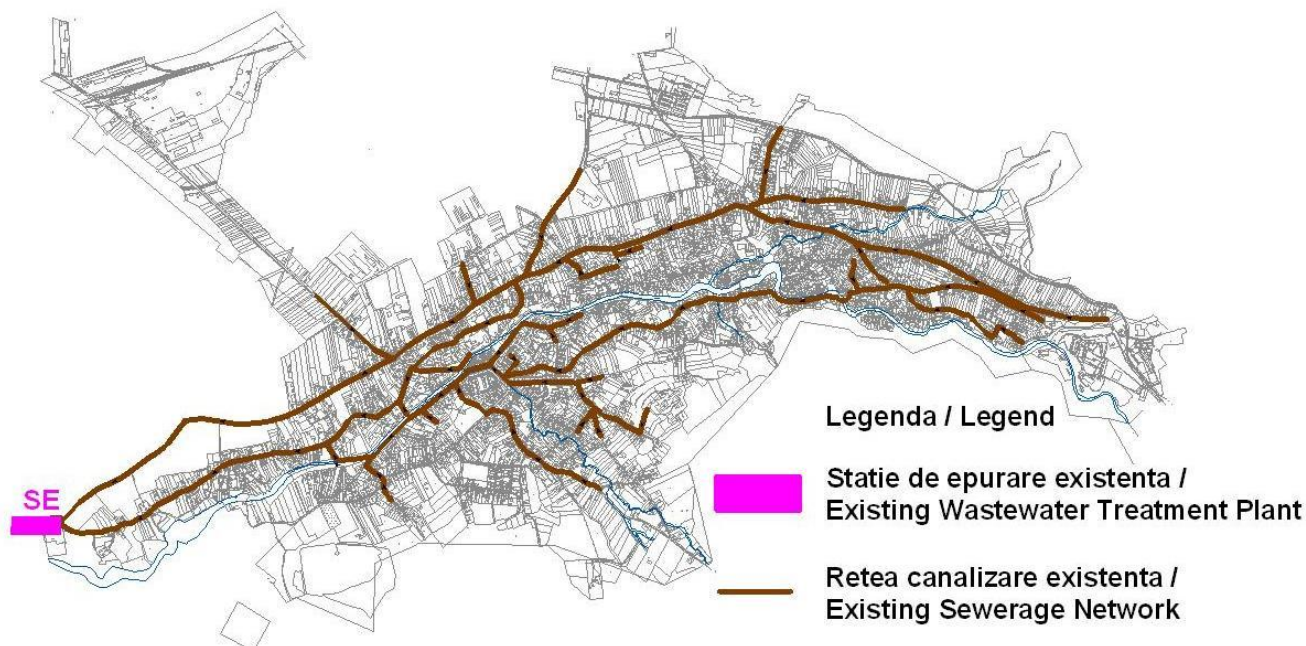 SE
Legenda / Legend
Statie de epurare existenta /
Existing Wastewater Treatment Plant
Retea canalizare existenta /
Existing Sewerage Network